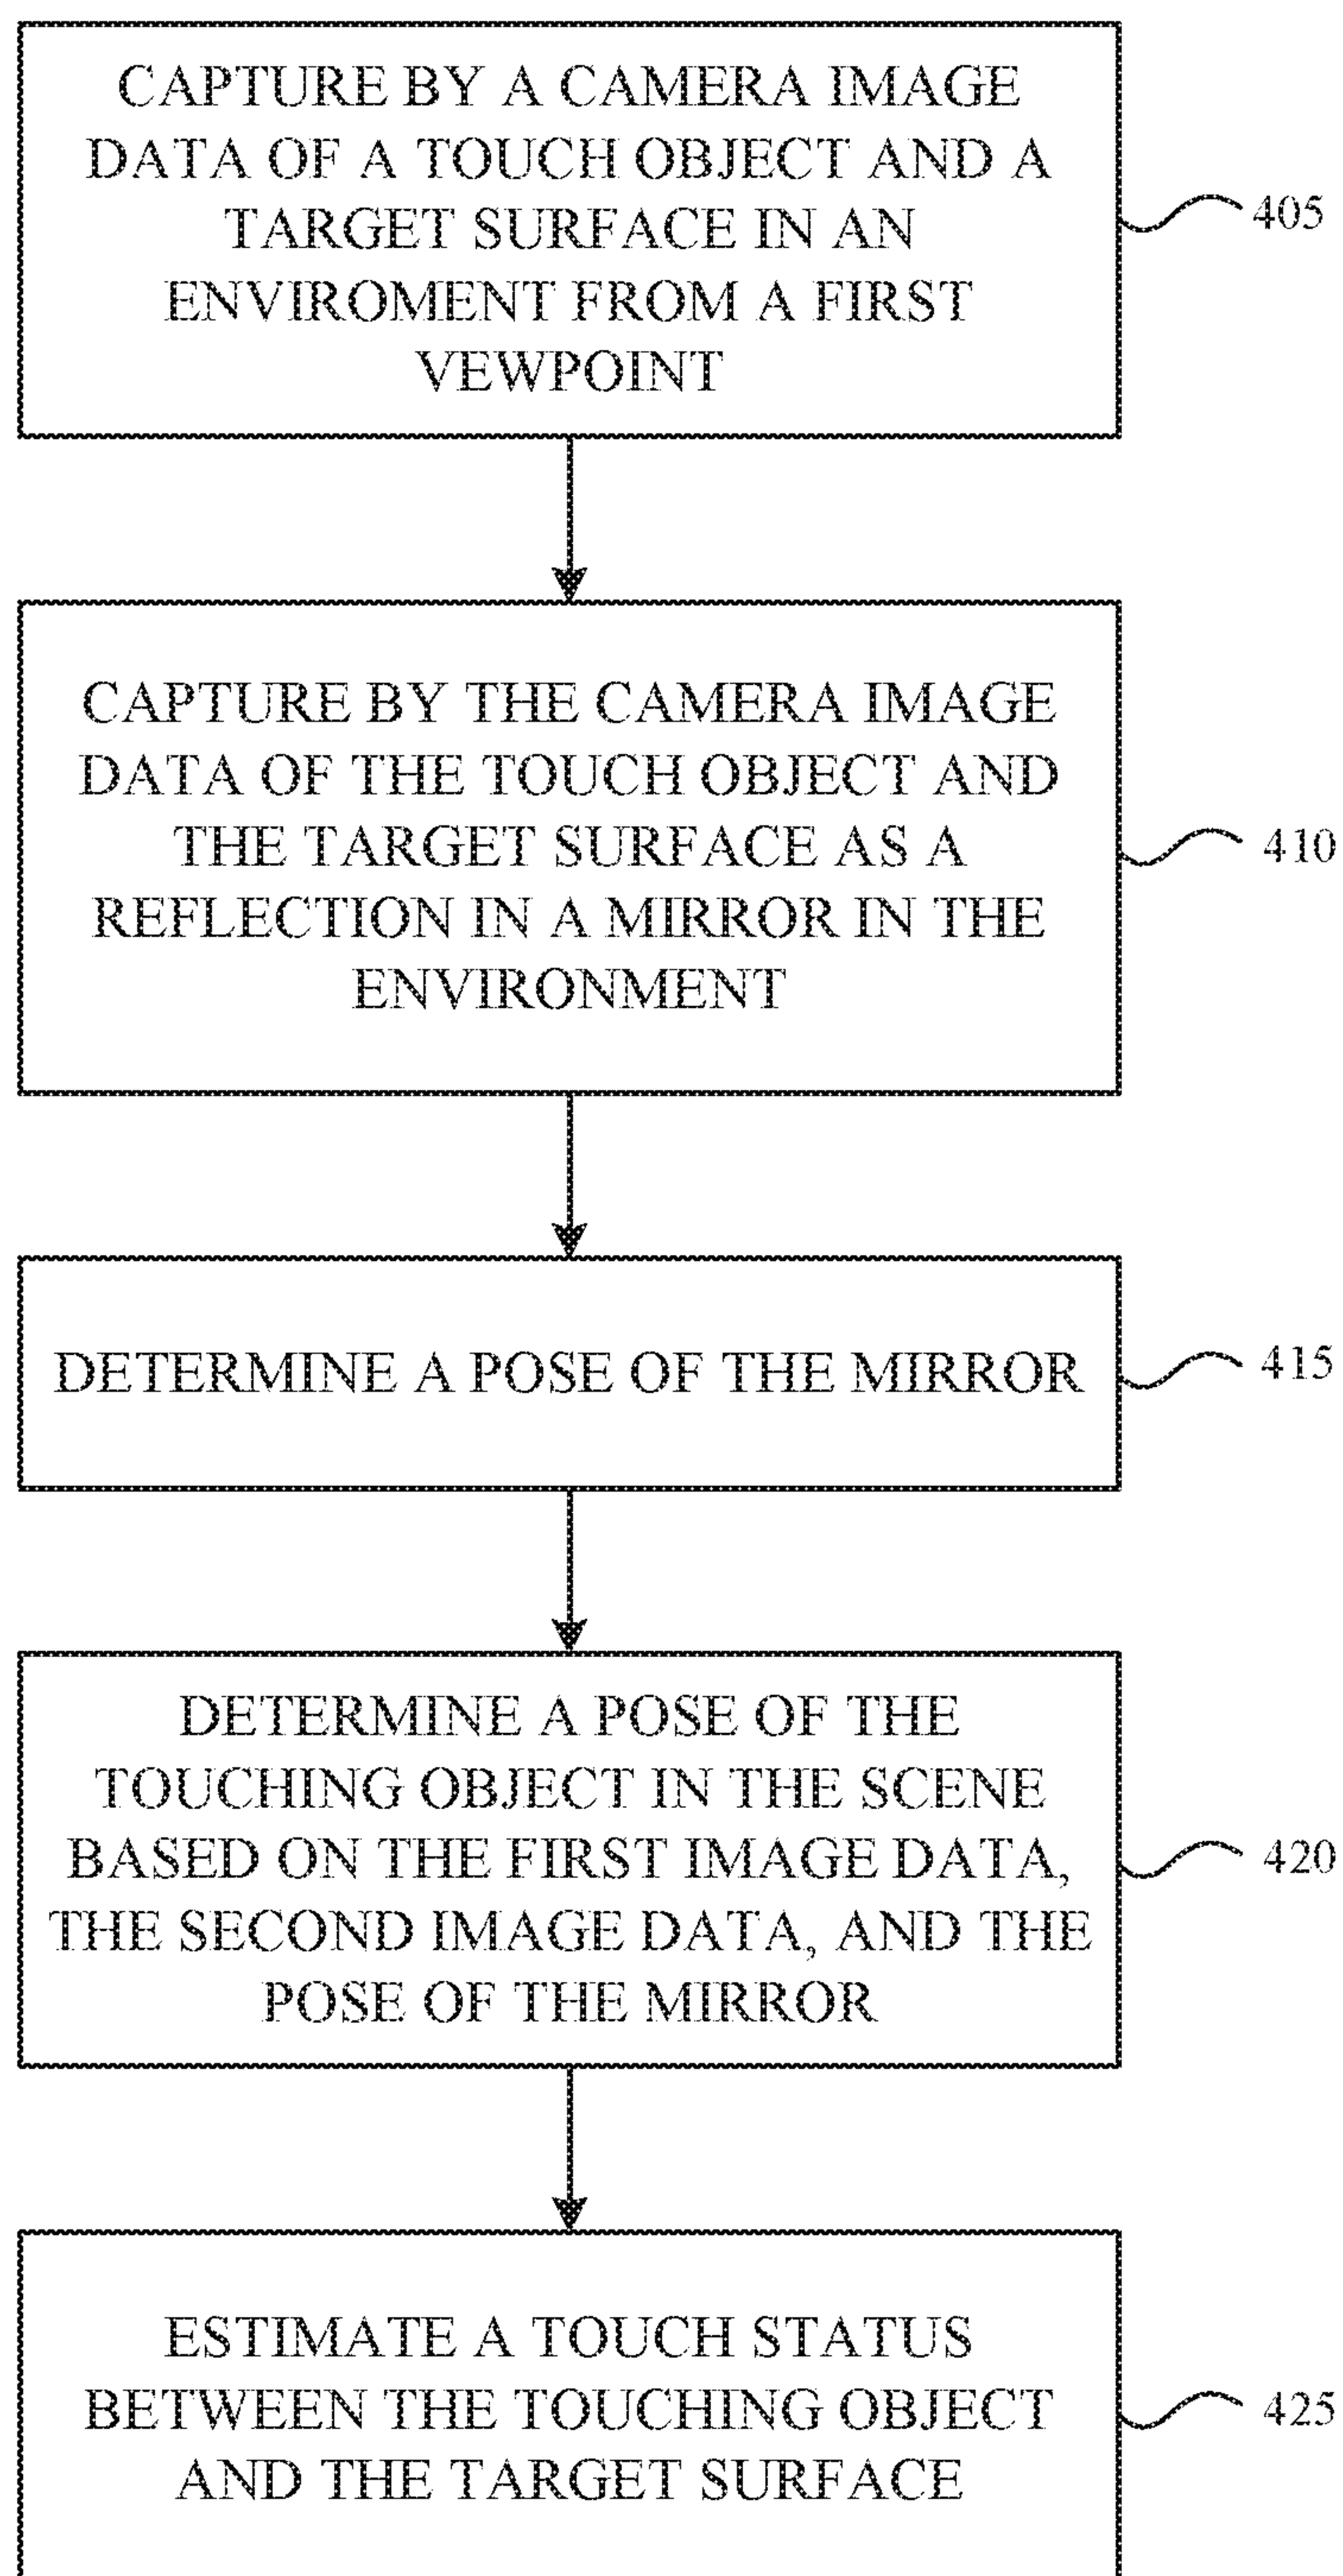 CAPTURE BY A CAMERA IMAGE
DATA OF A TOUCH OBJECT AND A
TARGET SURFACE IN AN
ENVIROMENT FROM A FIRST
VEWPOINT
405
CAPTURE BY THE CAMERA IMAGE
DATA OF THE TOUCH OBJECT AND
THE TARGET SURFACE AS A
REFLECTION IN A MIRROR IN THE
ENVIRONMENT
410
DETERMINE A POSE OF THE MIRROR
415
DETERMINE A POSE OF THE
TOUCHING OBJECT IN THE SCENE
BASED ON THE FIRST IMAGE DATA,
THE SECOND IMAGE DATA, AND THE
POSE OF THE MIRROR
420
ESTIMATE A TOUCH STATUS
BETWEEN THE TOUCHING OBJECT
AND THE TARGET SURFACE
425